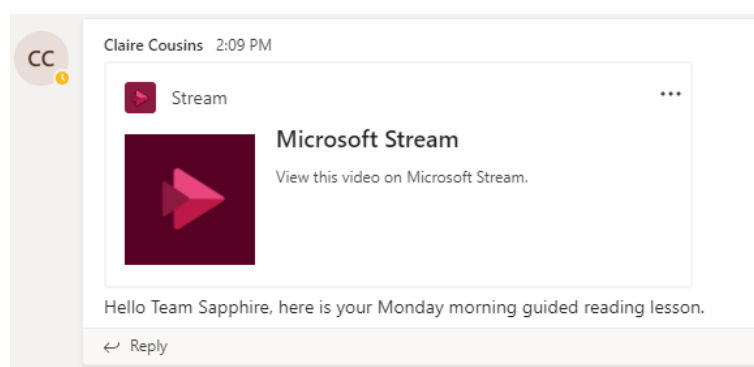 CC
Claire Cousins 2:09 PM
Stream
Microsoft Stream
View this video on Microsoft Stream.
Hello Team Sapphire, here is your Monday morning guided reading lesson.
Reply